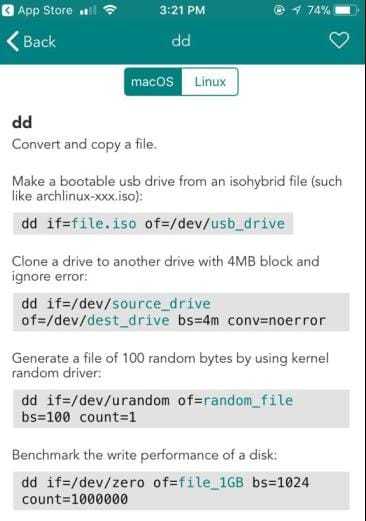 App Store
3:21 PM
74%
Back
dd
macOS
Linux
dd
Convert and copy a file.
Make a bootable usb drive from an isohybrid file (such
like archlinux-xxx.iso):
dd if=file.iso of=/dev/usb_drive
Clone a drive to another drive with 4MB block and
ignore error:
dd if=/dev/source_drive
of=/dev/dest_drive bs=4m conv=noerror
Generate a file of 100 random bytes by using kernel
random driver:
dd if=/dev/urandom of=random_file
bs=100 count=1
Benchmark the write performance of a disk:
dd if=/dev/zero of=file_1GB bs=1024
count=1000000